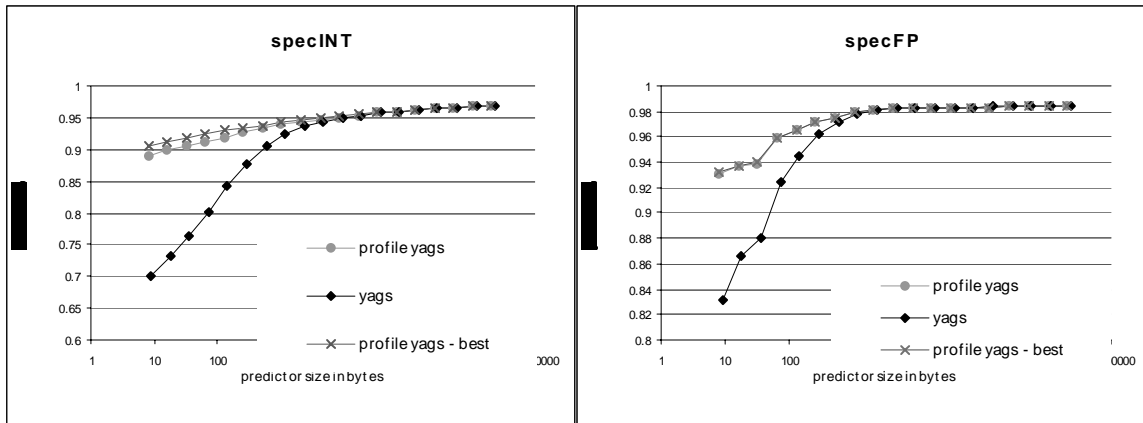 specINT
1
0.95
0.9
0.85
0.8
0.75
0.7
0.65
0.6
1
10
100
0000
predictor size in bytes
profile yags
yags
profile yags - best
specFP
1
0.98
0.96
0.94
0.92
0.9
0.88
0.86
0.84
0.82
0.8
1
10
100
0000
predictor size in bytes
profile yags
yags
profile yags - best